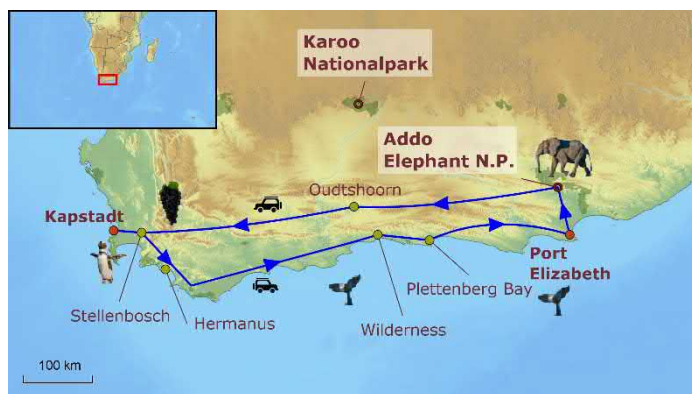 Karoo
Nationalpark
Addo
Elephant N.P.
Oudtshoorn
Kapstadt
Port
Elizabeth
Plettenberg Bay
Stellenbosch
Hermanus
Wilderness
100 km